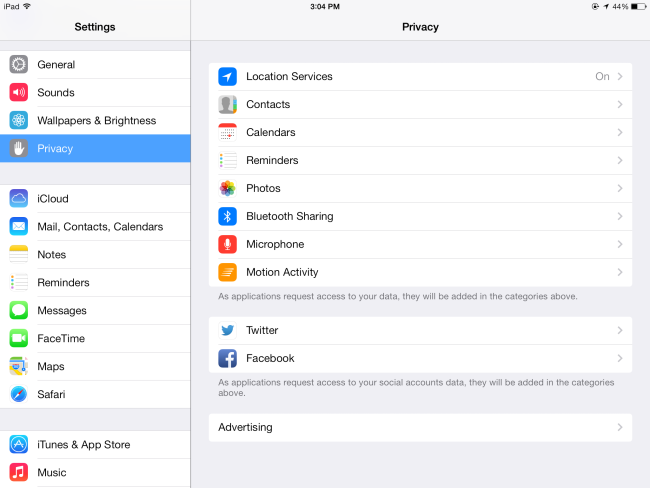 iPad 3:04 PM 44%
Settings
General
Sounds
Wallpapers & Brightness
Privacy
iCloud
Mail, Contacts, Calendars
Notes
Reminders
Messages
FaceTime
Maps
Safari
iTunes & App Store
Music
Privacy
Location Services On
Contacts
Calendars
Reminders
Photos
Bluetooth Sharing
Microphone
Motion Activity
As applications request access to your data, they will be added in the categories above.
Twitter
Facebook
As applications request access to your social accounts data, they will be added in the categories
above.
Advertising